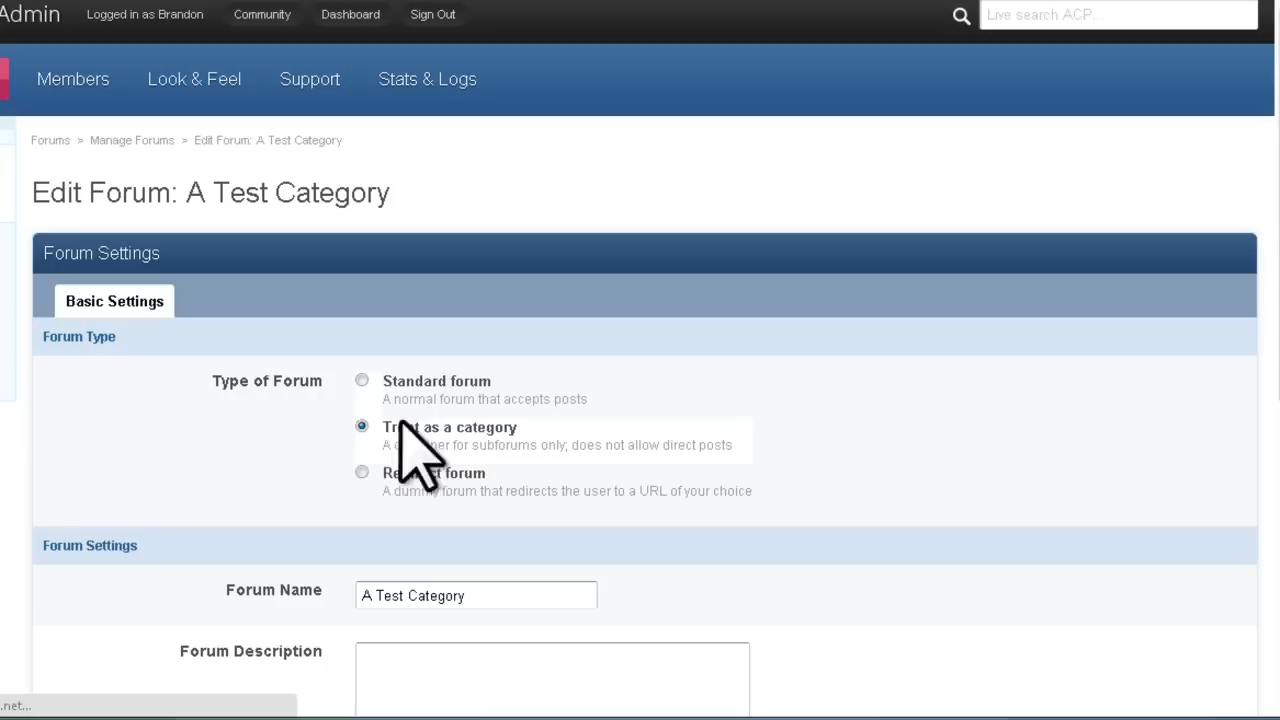 Admin Logged in as Brandon Community Dashboard Sign Out Live search ACP...
Members Look & Feel Support Stats & Logs
Forums > Manage Forums > Edit Forum: A Test Category
Edit Forum: A Test Category
Forum Settings
Basic Settings
Forum Type
Type of Forum Standard forum
A normal forum that accepts posts
as a category
for subforums only; does not allow direct posts
forum
A dummy forum that redirects the user to a URL of your choice
Forum Settings
Forum Name A Test Category
Forum Description
.net...